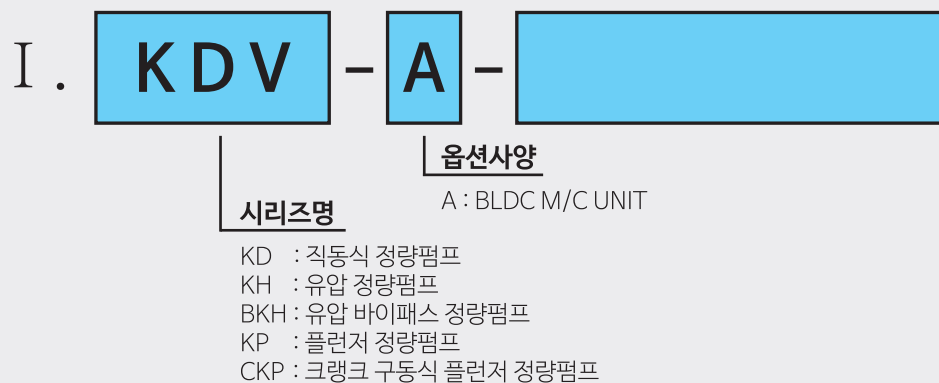 Ⅰ. KDV - A -
옵션사양
A : BLDC M/C UNIT
시리즈명
KD : 직동식 정량펌프
KH : 유압 정량펌프
BKH : 유압 바이패스 정량펌프
KP : 플런저 정량펌프
CKP : 크랭크 구동식 플런저 정량펌프